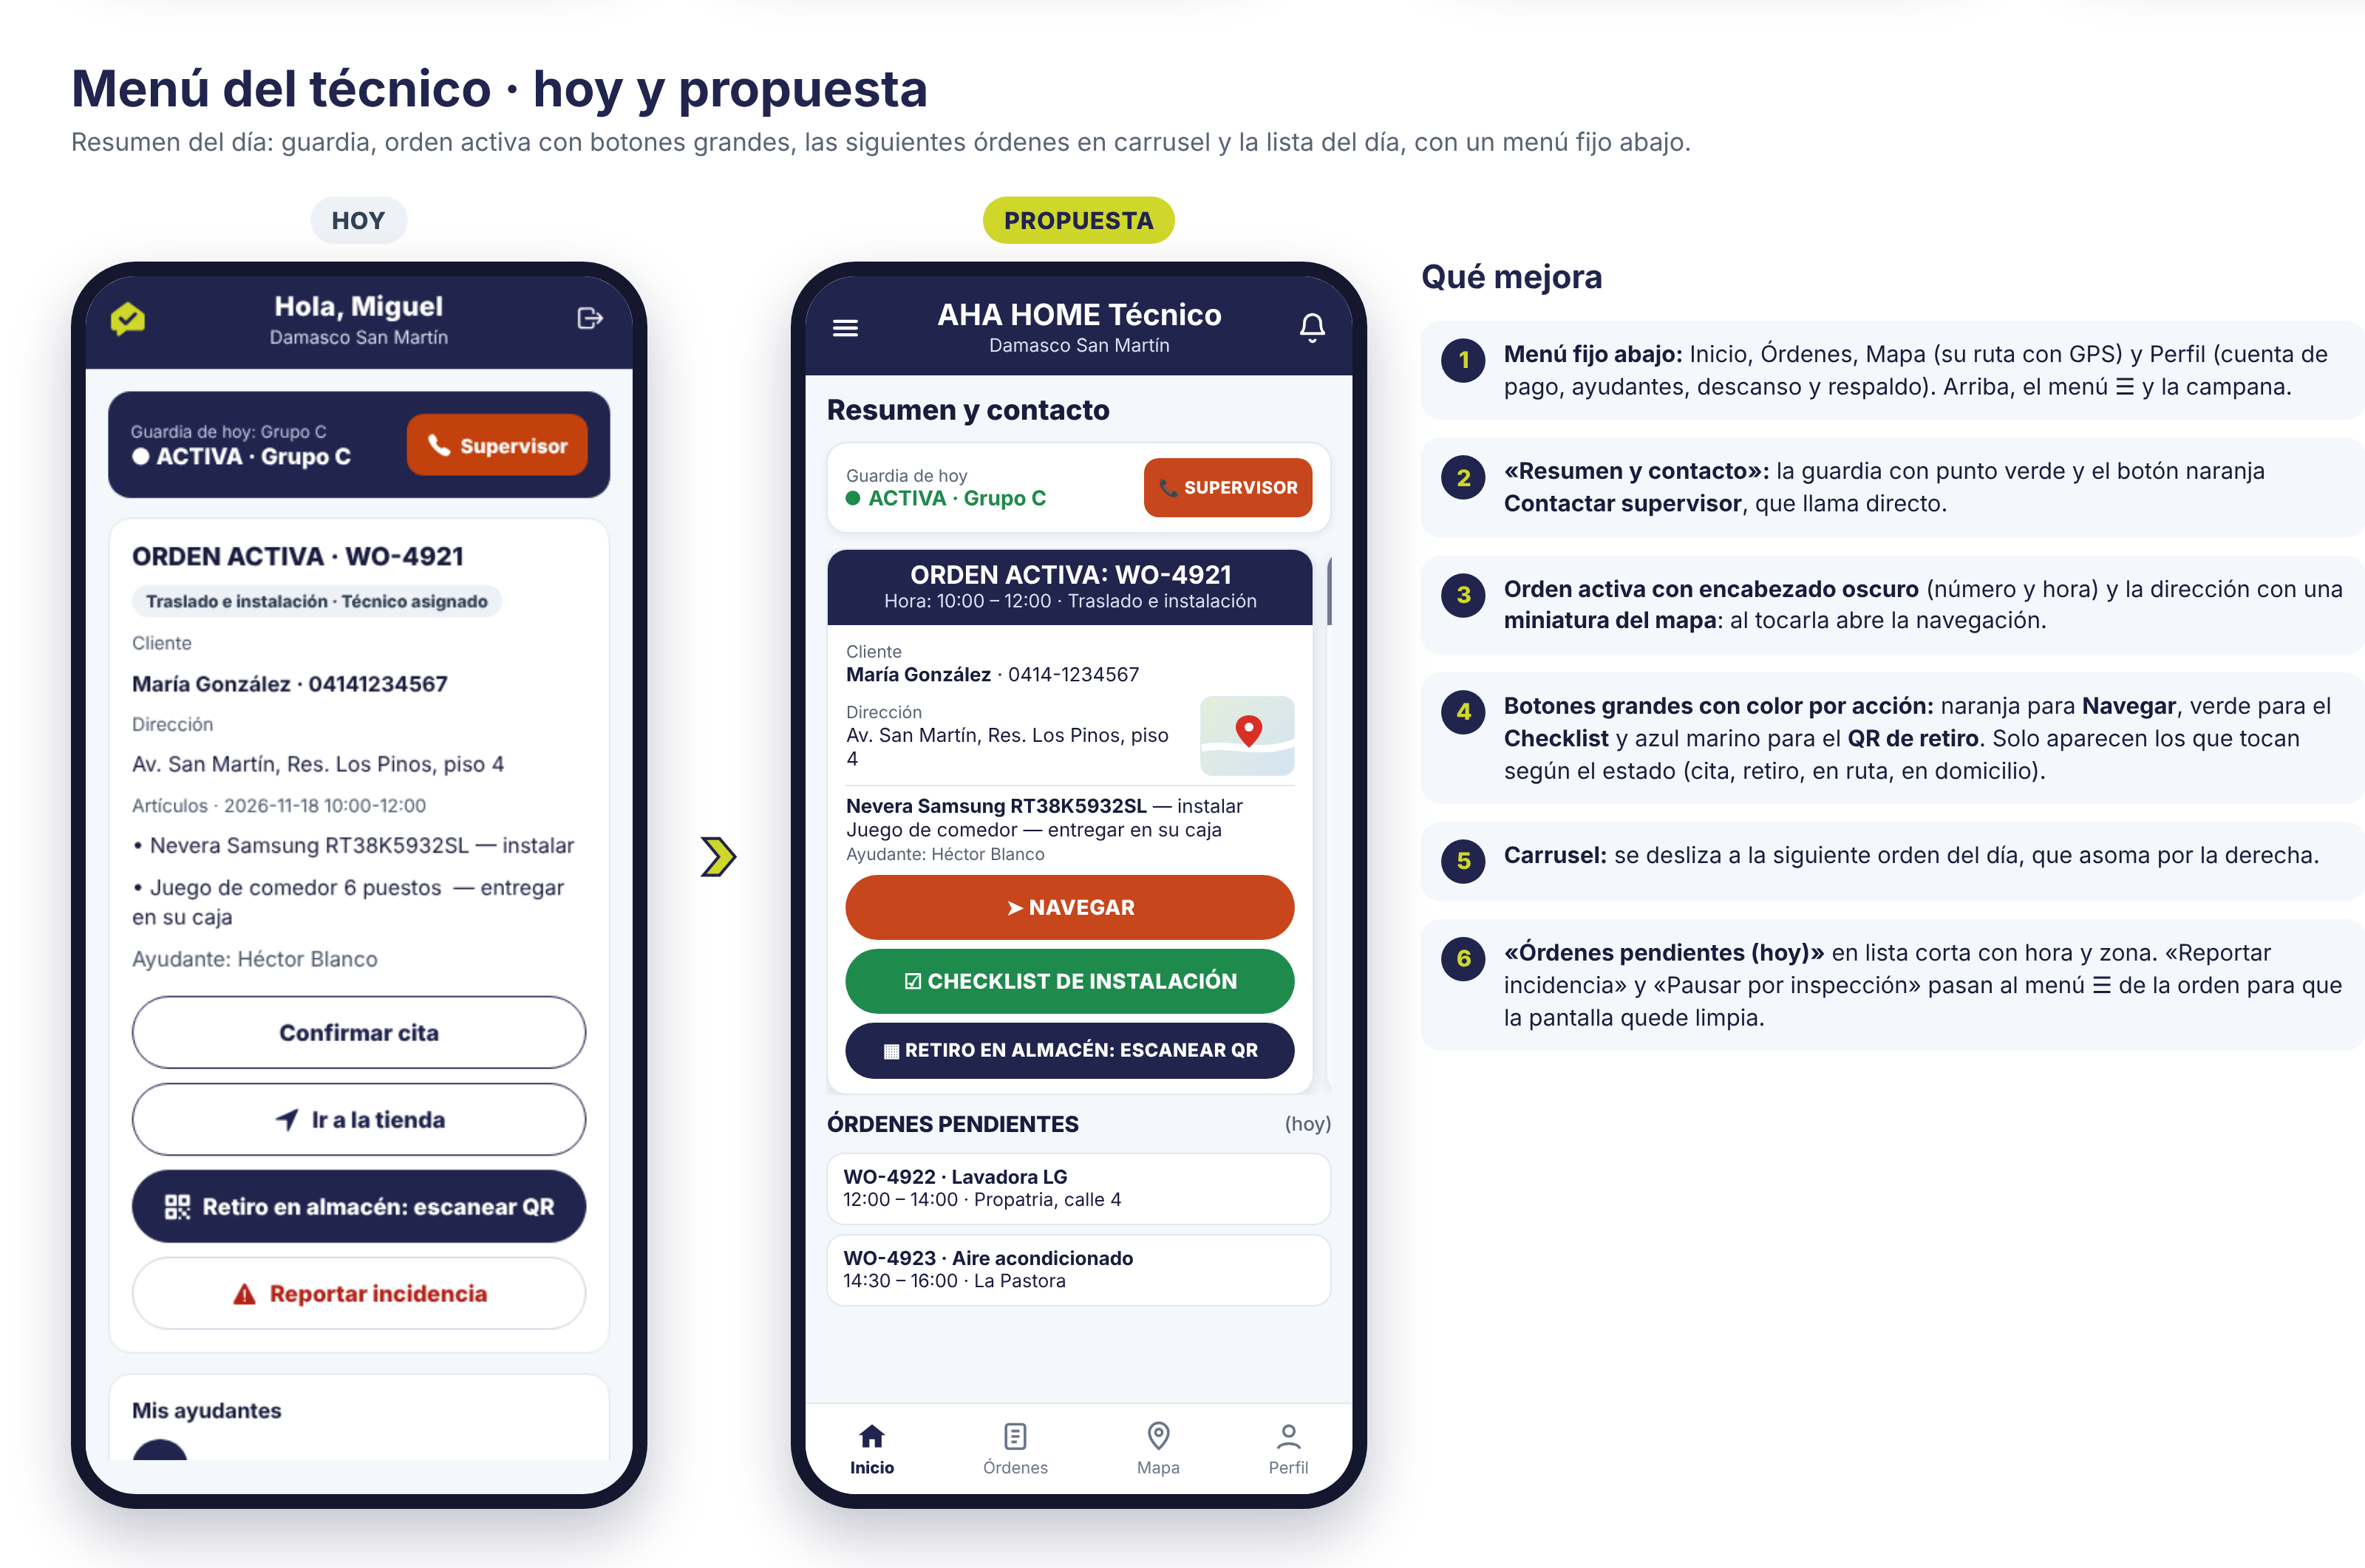 Menú del técnico · hoy y propuesta
Resumen del día: guardia, orden activa con botones grandes, las siguientes órdenes en carrusel y la lista del día, con un menú fijo abajo.
HOY
Hola, Miguel
Damasco San Martín
Guardia de hoy: Grupo C
ACTIVA · Grupo C
Supervisor
ORDEN ACTIVA · WO-4921
Traslado e instalación · Técnico asignado
Cliente
María González · 04141234567
Dirección
Av. San Martín, Res. Los Pinos, piso 4
Artículos · 2026-11-18 10:00-12:00
• Nevera Samsung RT38K5932SL — instalar
• Juego de comedor 6 puestos — entregar
en su caja
Ayudante: Héctor Blanco
Confirmar cita
Ir a la tienda
Retiro en almacén: escanear QR
Reportar incidencia
Mis ayudantes
PROPUESTA
AHA HOME Técnico
Damasco San Martín
Resumen y contacto
Guardia de hoy
ACTIVA · Grupo C
SUPERVISOR
ORDEN ACTIVA: WO-4921
Hora: 10:00 – 12:00 · Traslado e instalación
Cliente
María González · 0414-1234567
Dirección
Av. San Martín, Res. Los Pinos, piso
4
Nevera Samsung RT38K5932SL — instalar
Juego de comedor — entregar en su caja
Ayudante: Héctor Blanco
➤ NAVEGAR
☑ CHECKLIST DE INSTALACIÓN
▦ RETIRO EN ALMACÉN: ESCANEAR QR
ÓRDENES PENDIENTES
(hoy)
WO-4922 · Lavadora LG
12:00 – 14:00 · Propatria, calle 4
WO-4923 · Aire acondicionado
14:30 – 16:00 · La Pastora
Inicio
Órdenes
Mapa
Perfil
Qué mejora
1
Menú fijo abajo: Inicio, Órdenes, Mapa (su ruta con GPS) y Perfil (cuenta de
pago, ayudantes, descanso y respaldo). Arriba, el menú ☰ y la campana.
2
«Resumen y contacto»: la guardia con punto verde y el botón naranja
Contactar supervisor, que llama directo.
3
Orden activa con encabezado oscuro (número y hora) y la dirección con una
miniatura del mapa: al tocarla abre la navegación.
4
Botones grandes con color por acción: naranja para Navegar, verde para el
Checklist y azul marino para el QR de retiro. Solo aparecen los que tocan
según el estado (cita, retiro, en ruta, en domicilio).
5
Carrusel: se desliza a la siguiente orden del día, que asoma por la derecha.
6
«Órdenes pendientes (hoy)» en lista corta con hora y zona. «Reportar
incidencia» y «Pausar por inspección» pasan al menú ☰ de la orden para que
la pantalla quede limpia.